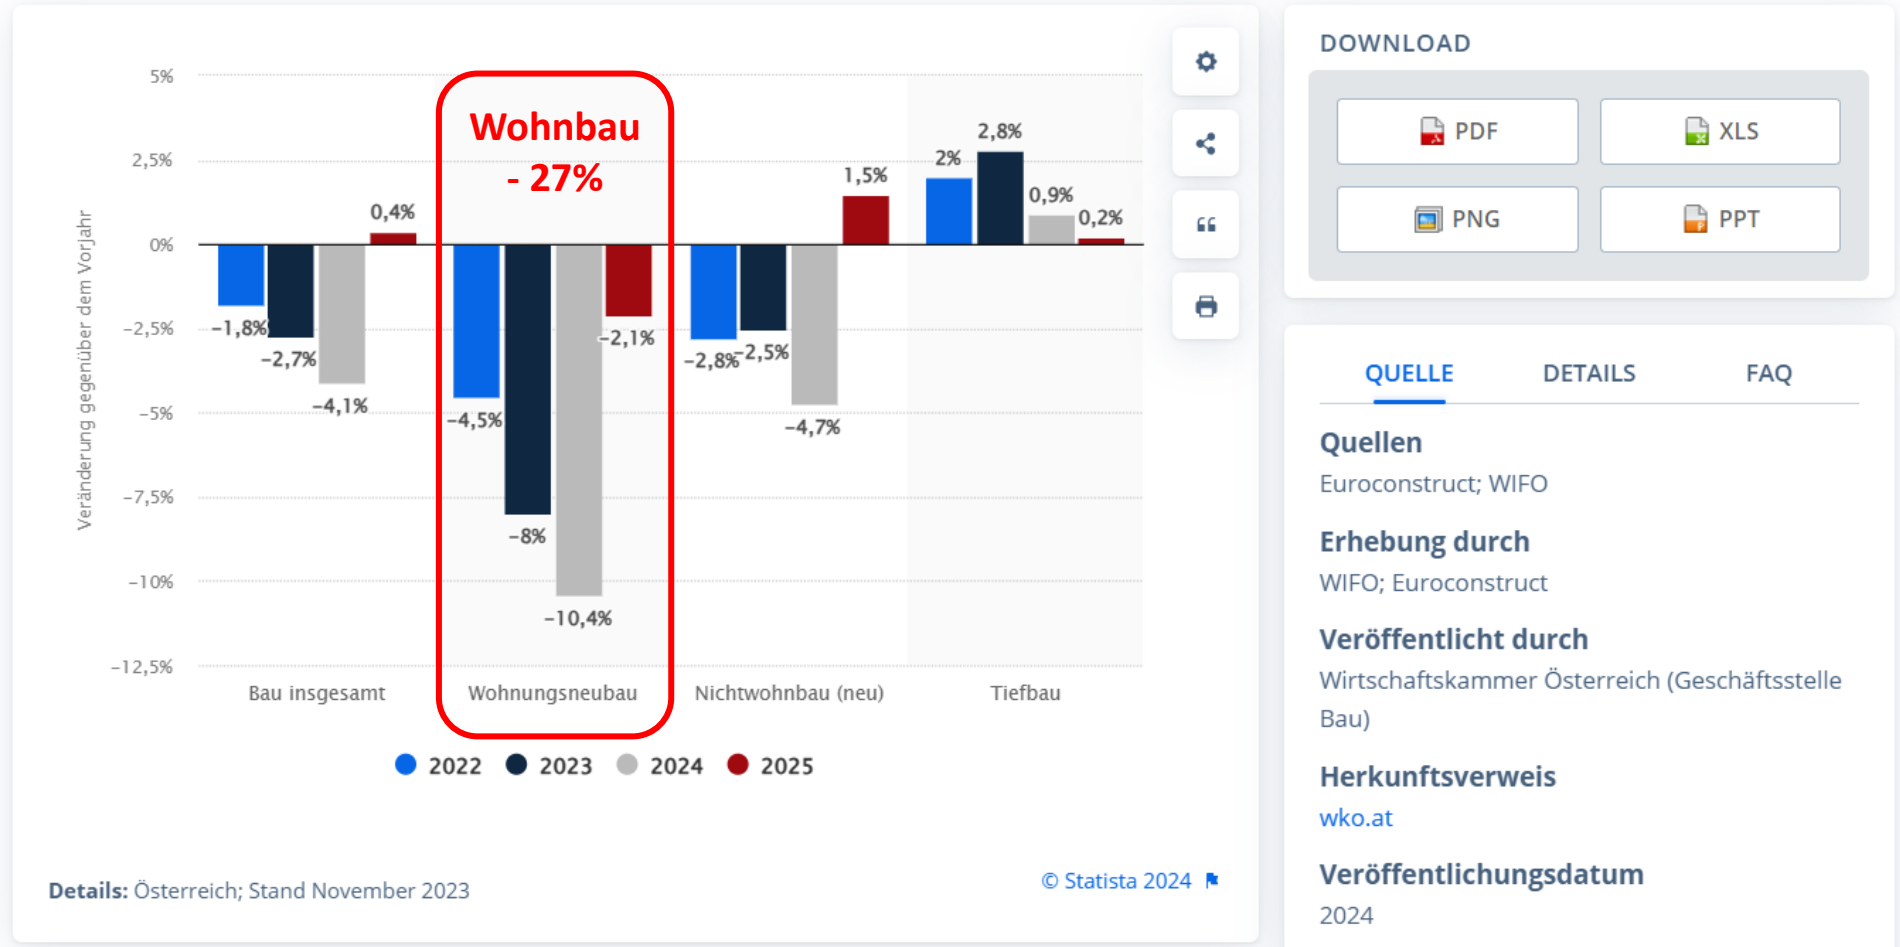 5%
2,5%
0%
−2,5%
−5%
−7,5%
−10%
−12,5%
Veränderung gegenüber dem Vorjahr
Wohnbau
- 27%
−1,8%
−2,7%
−4,1%
0,4%
−4,5%
−8%
−10,4%
−2,1%
−2,8%
−2,5%
−4,7%
1,5%
2%
2,8%
0,9%
0,2%
Bau insgesamt
Wohnungsneubau
Nichtwohnbau (neu)
Tiefbau
2022 2023 2024 2025
Details: Österreich; Stand November 2023
© Statista 2024
DOWNLOAD
PDF XLS
PNG PPT
QUELLE DETAILS FAQ
Quellen
Euroconstruct; WIFO
Erhebung durch
WIFO; Euroconstruct
Veröffentlicht durch
Wirtschaftskammer Österreich (Geschäftsstelle
Bau)
Herkunftsverweis
wko.at
Veröffentlichungsdatum
2024